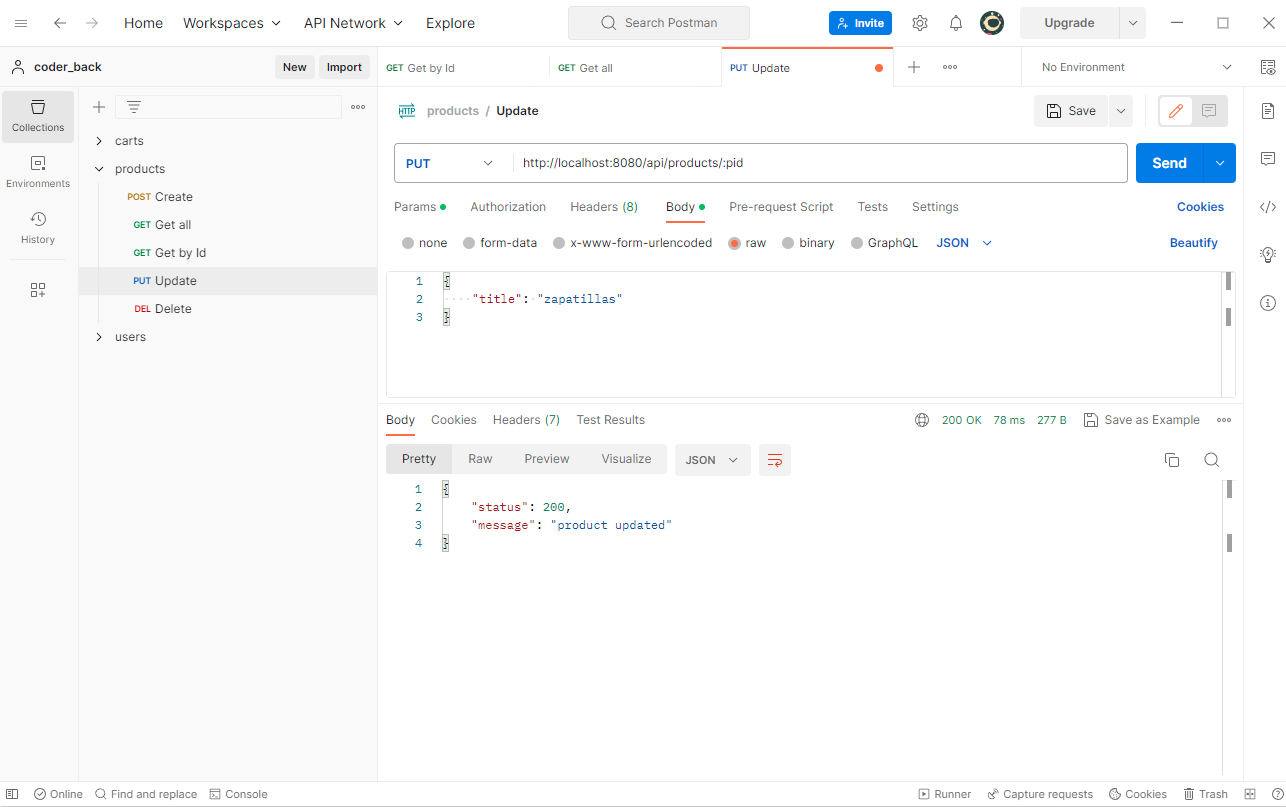 Home Workspaces API Network Explore Search Postman Invite Upgrade
coder_back New Import GET Get by Id GET Get all PUT Update No Environment
Collections
Environments
History
carts
products
POST Create
GET Get all
GET Get by Id
PUT Update
DEL Delete
users
HTTP products / Update Save
PUT http://localhost:8080/api/products/:pid Send
Params Authorization Headers (8) Body Pre-request Script Tests Settings Cookies
none form-data x-www-form-urlencoded raw binary GraphQL JSON Beautify
1 {
2 "title": "zapatillas"
3 }
Body Cookies Headers (7) Test Results 200 OK 78 ms 277 B Save as Example
Pretty Raw Preview Visualize JSON
1 {
2 "status": 200,
3 "message": "product updated"
4 }
Online Find and replace Console Runner Capture requests Cookies Trash